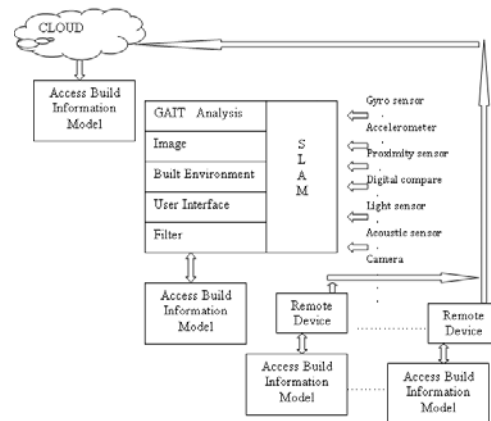 CLOUD
Access Build
Information
Model
GAIT Analysis
Image
Built Environment
User Interface
Filter
S
L
A
M
Gyro sensor
Accelerometer
Proximity sensor
Digital compare
Light sensor
Acoustic sensor
Camera
Access Build
Information
Model
Remote
Device
Remote
Device
Access Build
Information
Model
Access Build
Information
Model